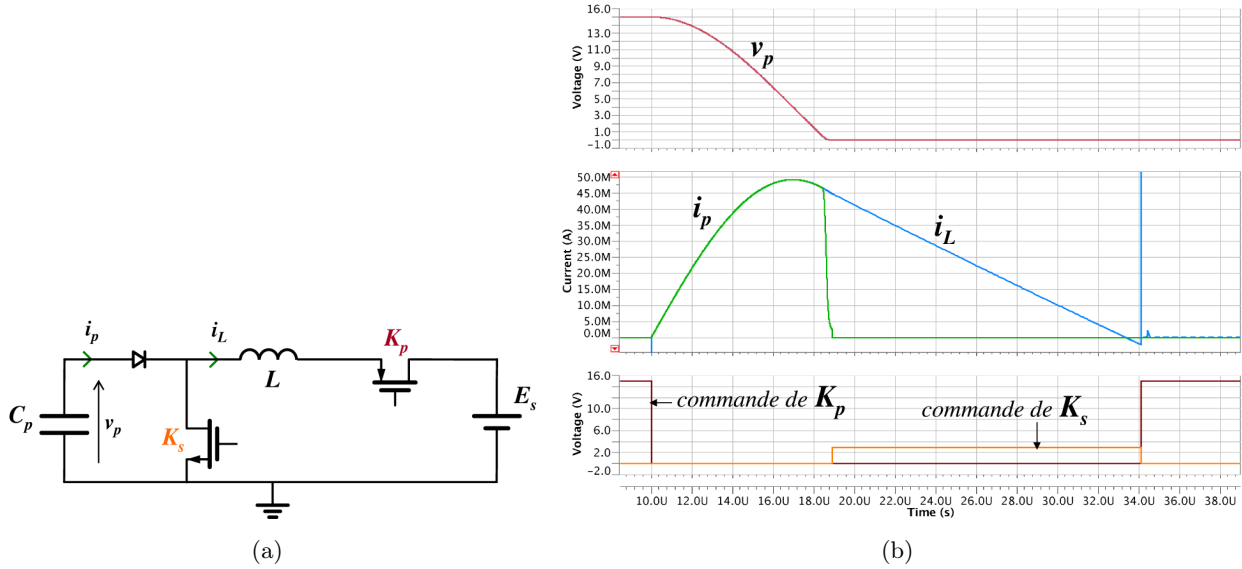 i_p
i_L
K_p
L
C_p
v_p
K_s
E_s
(a)
16.0
13.0
11.0
9.0
7.0
5.0
3.0
1.0
-1.0
Voltage (V)
v_p
50.0M
45.0M
40.0M
35.0M
30.0M
25.0M
20.0M
15.0M
10.0M
5.0M
0.0M
Current (A)
i_p
i_L
16.0
10.0
6.0
2.0
-2.0
Voltage (V)
commande de K_p
commande de K_s
10.0U 12.0U 14.0U 16.0U 18.0U 20.0U 22.0U 24.0U 26.0U 28.0U 30.0U 32.0U 34.0U 36.0U 38.0U
Time (s)
(b)